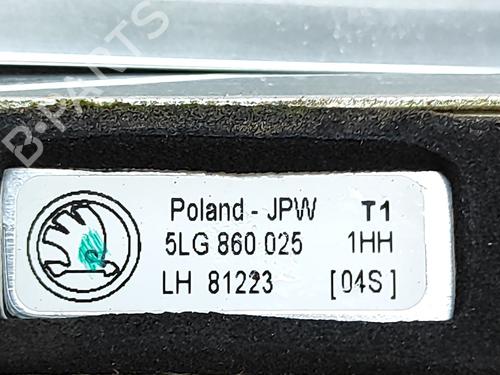 B-PARTS
Poland - JPW T1
5LG 860 025 1HH
LH 81223 [04S]